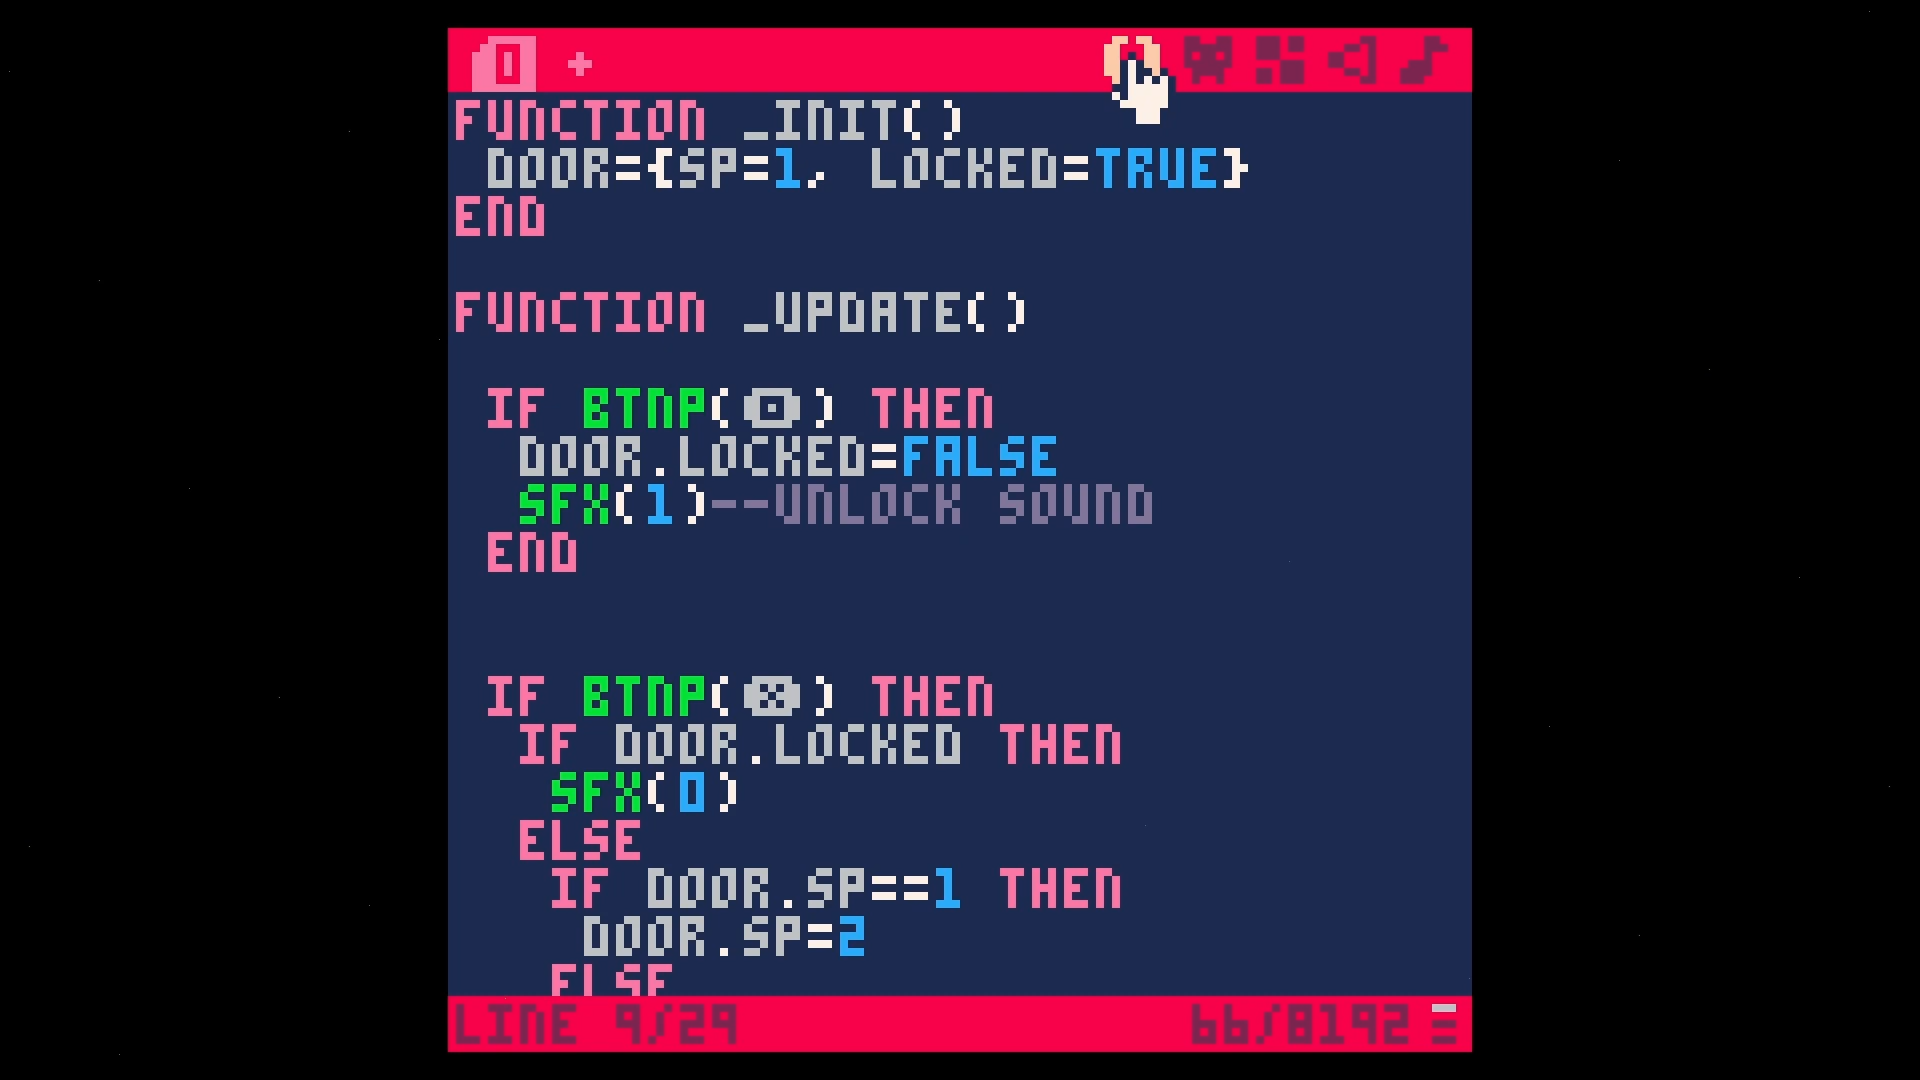 0 +
FUNCTION _INIT()
 DOOR={SP=1, LOCKED=TRUE}
END
FUNCTION _UPDATE()
 IF BTNP(🅾️) THEN
  DOOR.LOCKED=FALSE
  SFX(1)--UNLOCK SOUND
 END
 IF BTNP(❎) THEN
  IF DOOR.LOCKED THEN
   SFX(0)
  ELSE
   IF DOOR.SP==1 THEN
    DOOR.SP=2
   ELSE
LINE 9/29 66/8192